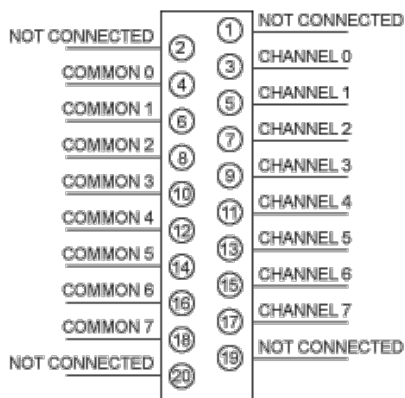 NOT CONNECTED
1
NOT CONNECTED
2
CHANNEL 0
3
COMMON 0
4
CHANNEL 1
5
COMMON 1
6
CHANNEL 2
7
COMMON 2
8
CHANNEL 3
9
COMMON 3
10
CHANNEL 4
11
COMMON 4
12
CHANNEL 5
13
COMMON 5
14
CHANNEL 6
15
COMMON 6
16
CHANNEL 7
17
COMMON 7
18
NOT CONNECTED
19
NOT CONNECTED
20